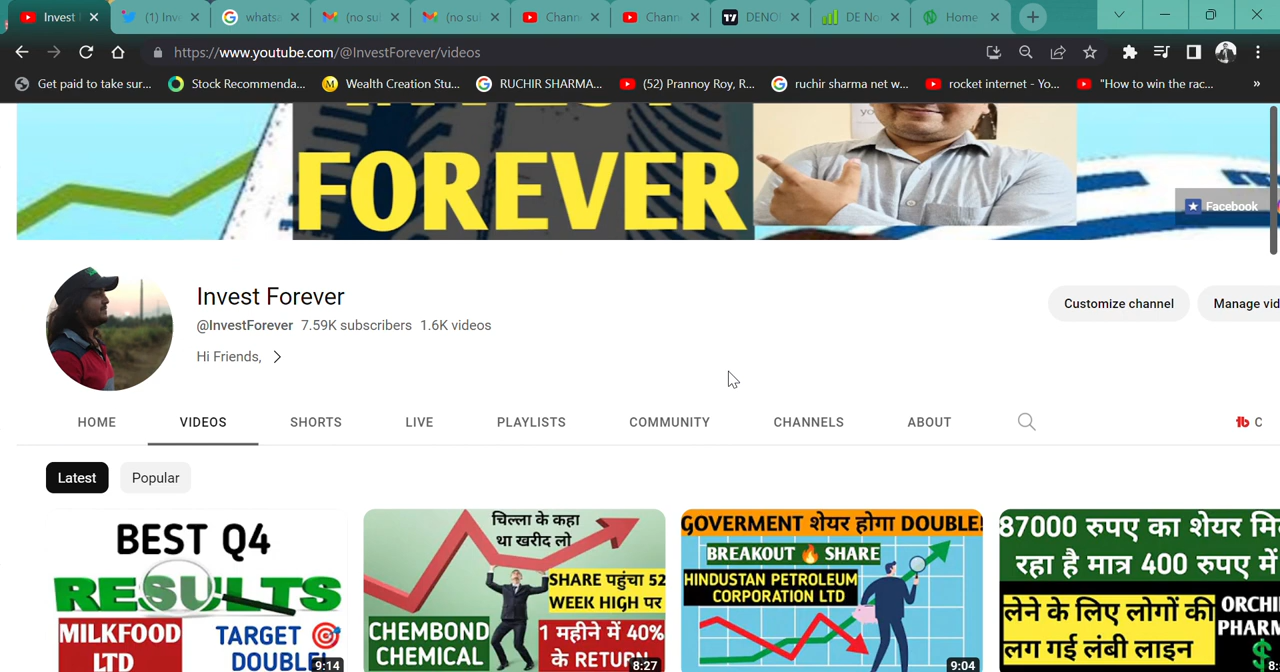 Invest
(1) Inv
whats
(no su
(no su
Chann
Chann
DENO
DE No
Home
https://www.youtube.com/@InvestForever/videos
Get paid to take sur...
Stock Recommenda...
Wealth Creation Stu...
RUCHIR SHARMA...
(52) Prannoy Roy, R...
ruchir sharma net w...
rocket internet - Yo...
"How to win the rac...
FOREVER
Facebook
Invest Forever
@InvestForever 7.59K subscribers 1.6K videos
Hi Friends,
Customize channel
Manage vid
HOME
VIDEOS
SHORTS
LIVE
PLAYLISTS
COMMUNITY
CHANNELS
ABOUT
C
Latest
Popular
BEST Q4
RESULTS
MILKFOOD
LTD
TARGET
DOUBLE!
9:14
चिल्ला के कहा
था खरीद लो
SHARE पहुंचा 52
WEEK HIGH पर
CHEMBOND
CHEMICAL
1 महीने में 40%
के RETURN
8:27
GOVERMENT शेयर होगा DOUBLE!
BREAKOUT 🔥 SHARE
HINDUSTAN PETROLEUM
CORPORATION LTD
9:04
87000 रुपए का शेयर मि
रहा है मात्र 400 रुपए में
लेने के लिए लोगों की
लग गई लंबी लाइन
ORCHI
PHARM
8: